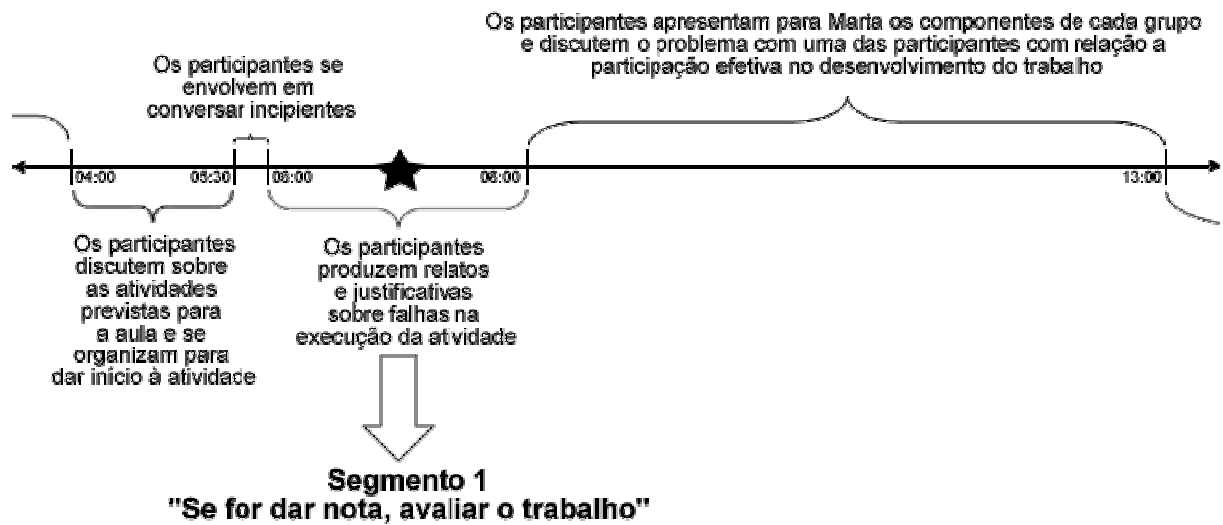 Os participantes apresentam para Marta os componentes de cada grupo
e discutem o problema com uma das participantes com relação a
participação efetiva no desenvolvimento do trabalho
Os participantes se
envolvem em
conversar incipientes
04:00
05:30
06:00
08:00
13:00
Os participantes
discutem sobre
as atividades
previstas para
a aula e se
organizam para
dar início à atividade
Os participantes
produzem relatos
e justificativas
sobre falhas na
execução da atividade
Segmento 1
"Se for dar nota, avaliar o trabalho"